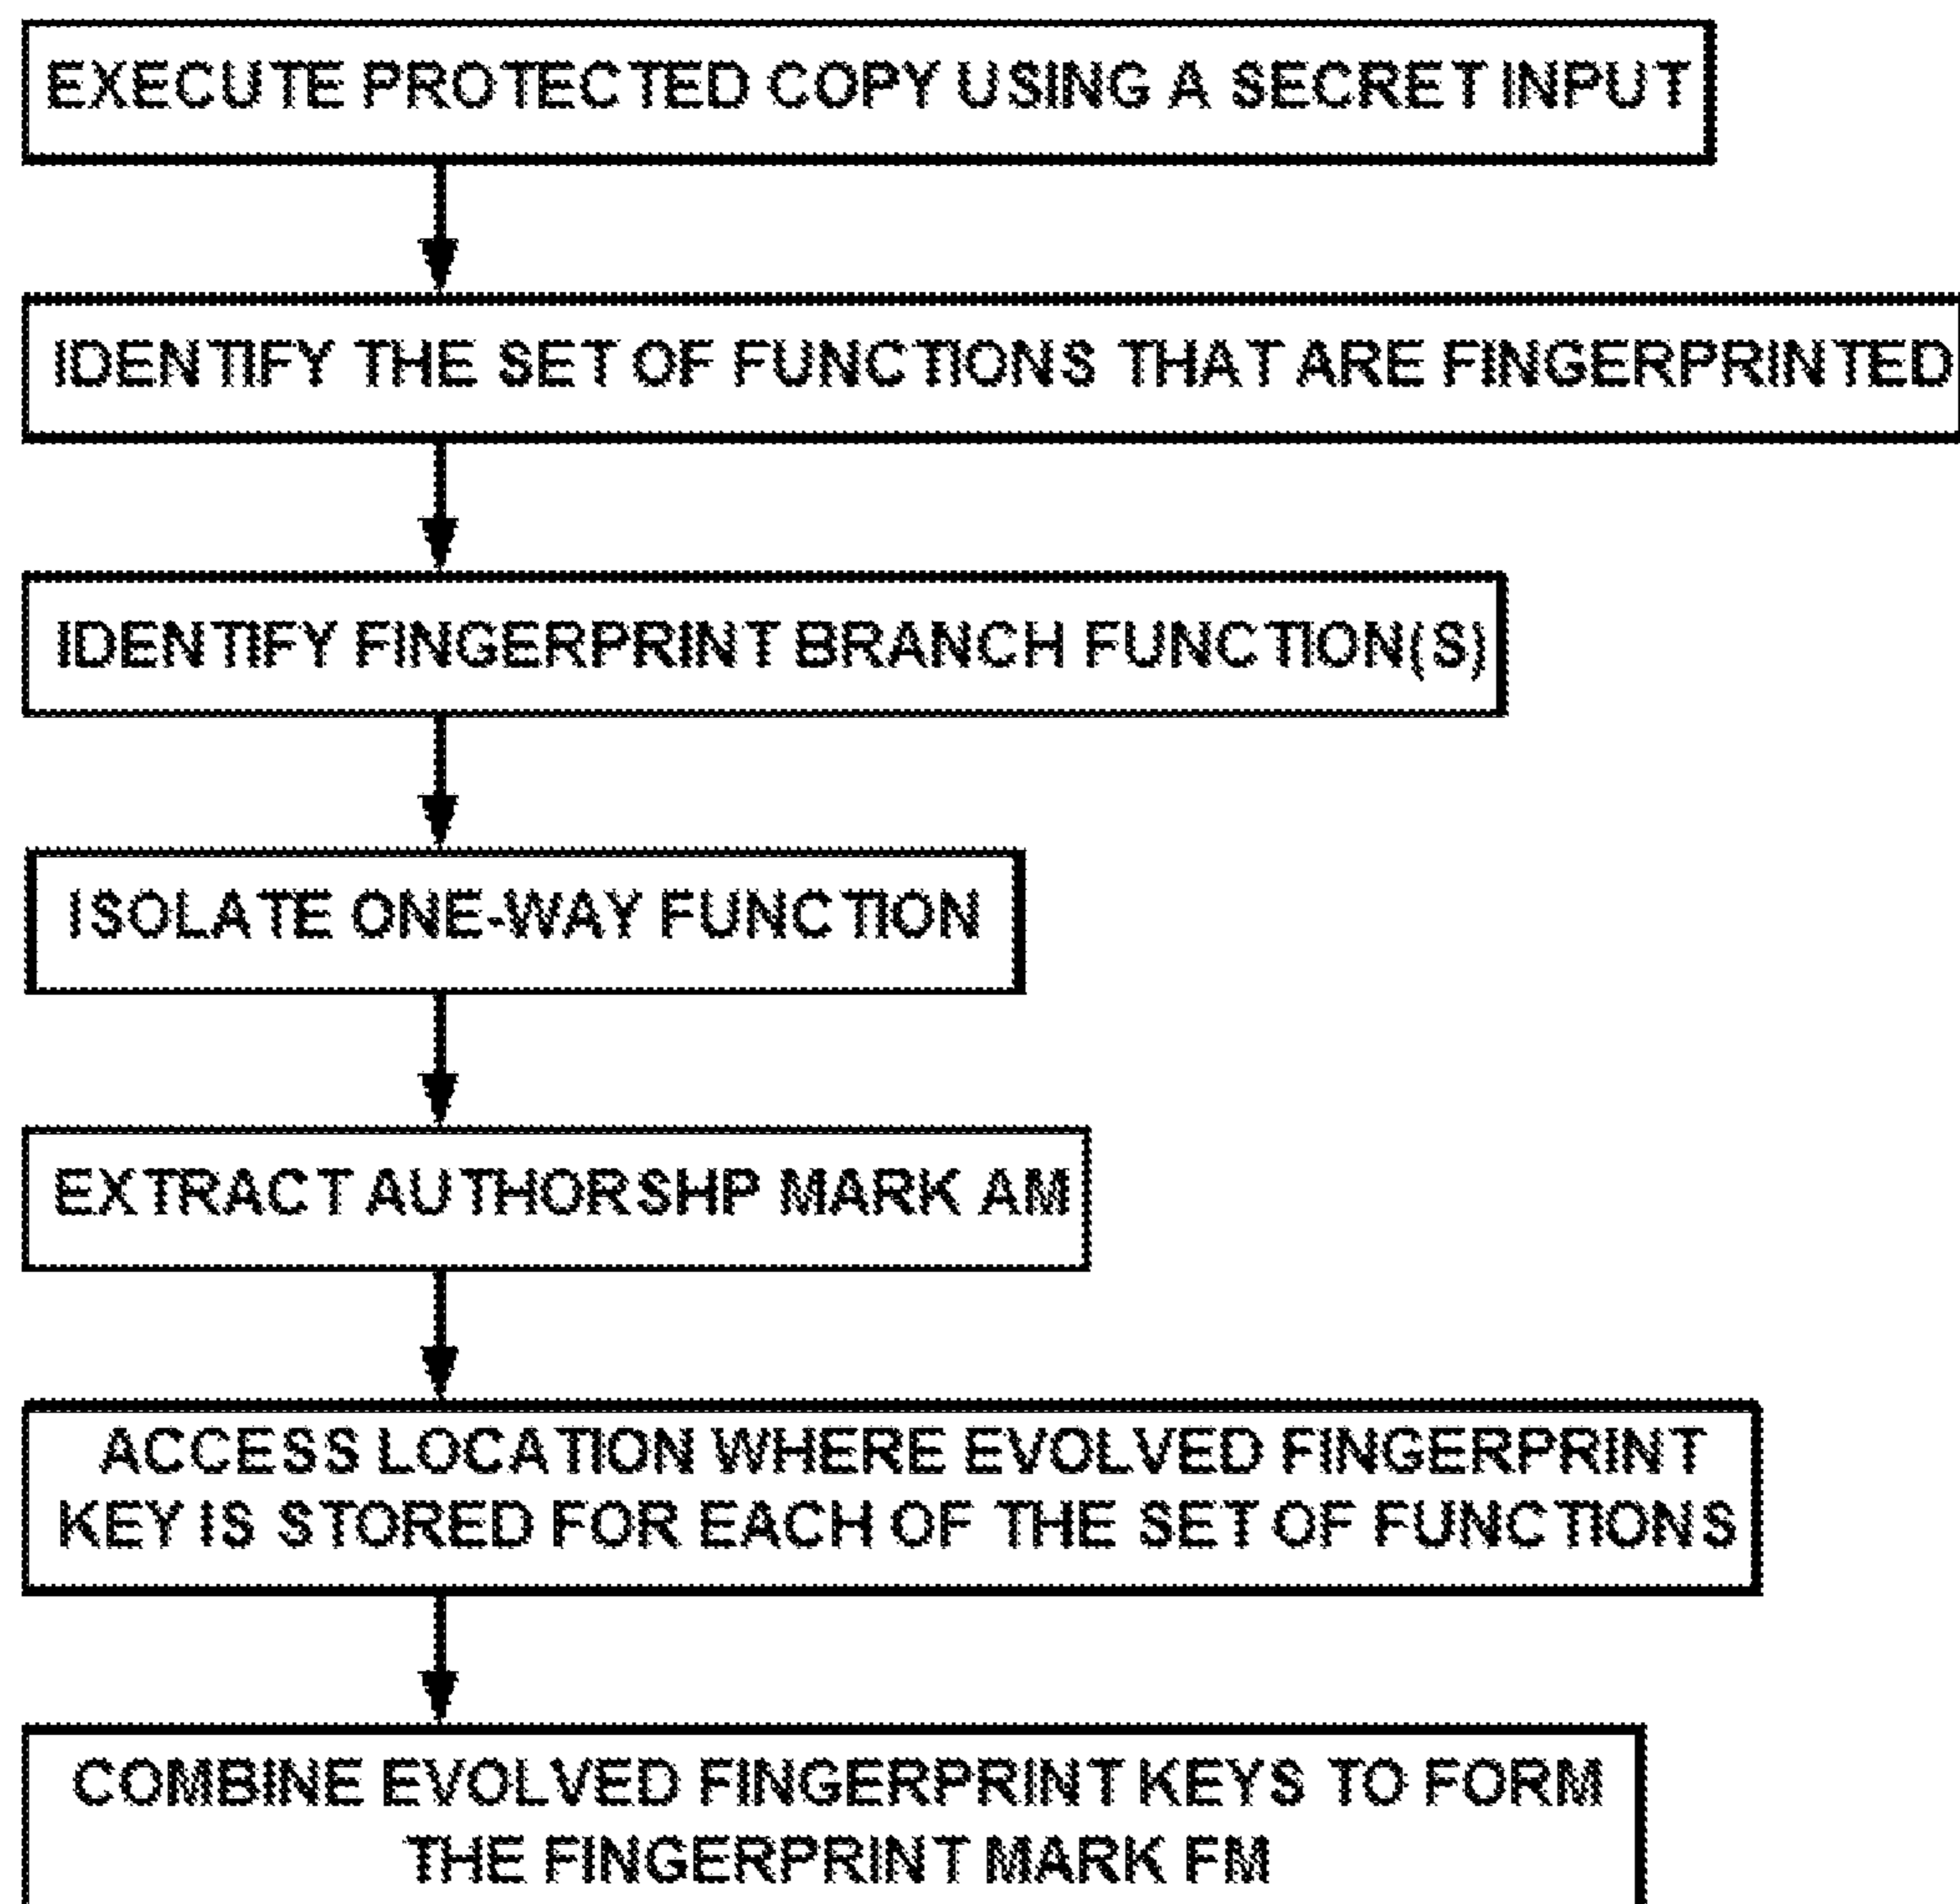 EXECUTE PROTECTED COPY USING A SECRET INPUT
IDENTIFY THE SET OF FUNCTIONS THAT ARE FINGERPRINTED
IDENTIFY FINGERPRINT BRANCH FUNCTION(S)
ISOLATE ONE-WAY FUNCTION
EXTRACT AUTHORSHP MARK AM
ACCESS LOCATION WHERE EVOLVED FINGERPRINT
KEY IS STORED FOR EACH OF THE SET OF FUNCTIONS
COMBINE EVOLVED FINGERPRINT KEYS TO FORM
THE FINGERPRINT MARK FM